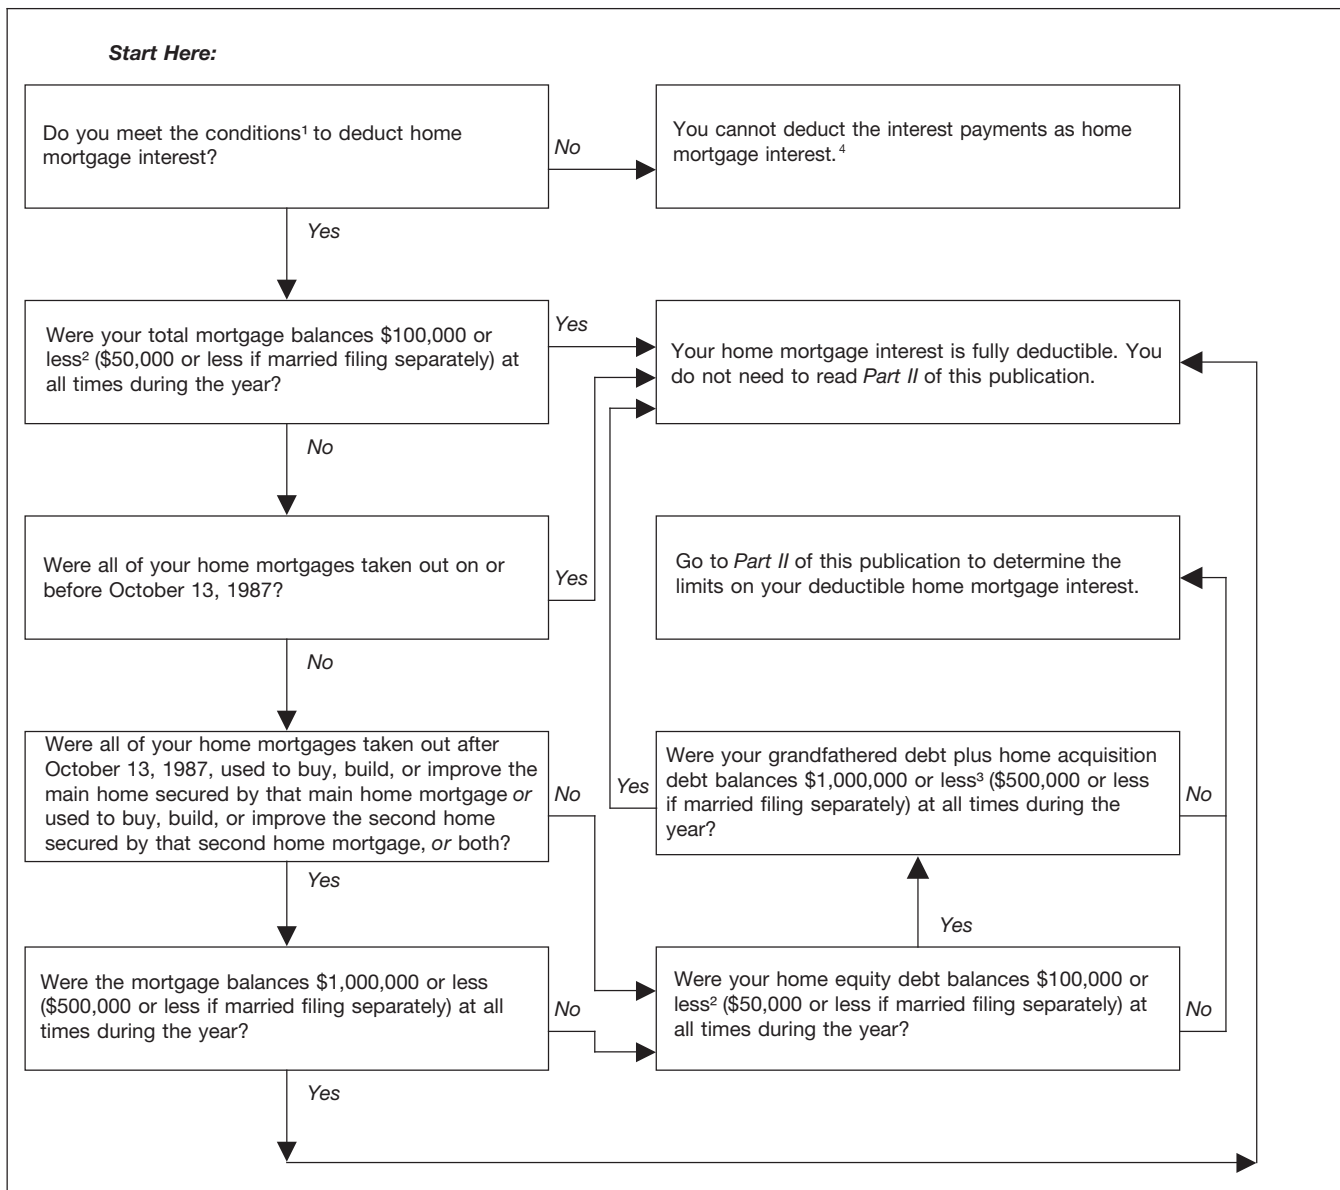 Start Here:
Do you meet the conditions¹ to deduct home
mortgage interest?
No
You cannot deduct the interest payments as home
mortgage interest.⁴
Yes
Were your total mortgage balances $100,000 or
less² ($50,000 or less if married filing separately) at
all times during the year?
Yes
Your home mortgage interest is fully deductible. You
do not need to read Part II of this publication.
No
Were all of your home mortgages taken out on or
before October 13, 1987?
Yes
Go to Part II of this publication to determine the
limits on your deductible home mortgage interest.
No
Were all of your home mortgages taken out after
October 13, 1987, used to buy, build, or improve the
main home secured by that main home mortgage or
used to buy, build, or improve the second home
secured by that second home mortgage, or both?
No
Yes
Were your grandfathered debt plus home acquisition
debt balances $1,000,000 or less³ ($500,000 or less
if married filing separately) at all times during the
year?
No
Yes
Yes
Were the mortgage balances $1,000,000 or less
($500,000 or less if married filing separately) at all
times during the year?
No
Were your home equity debt balances $100,000 or
less² ($50,000 or less if married filing separately) at
all times during the year?
No
Yes